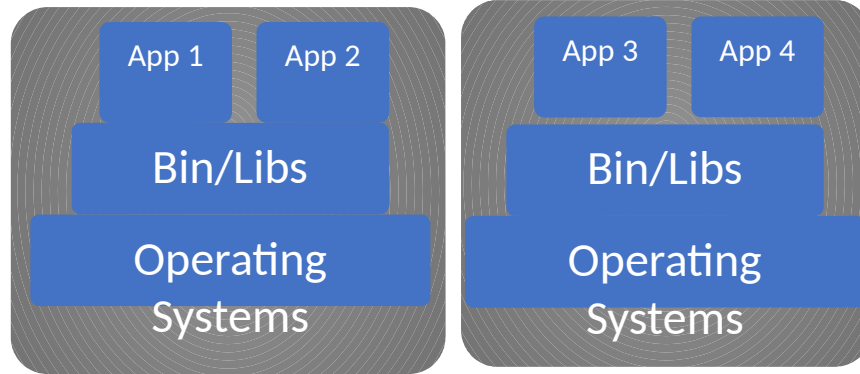 App 1
App 2
Bin/Libs
Operating
Systems
App 3
App 4
Bin/Libs
Operating
Systems